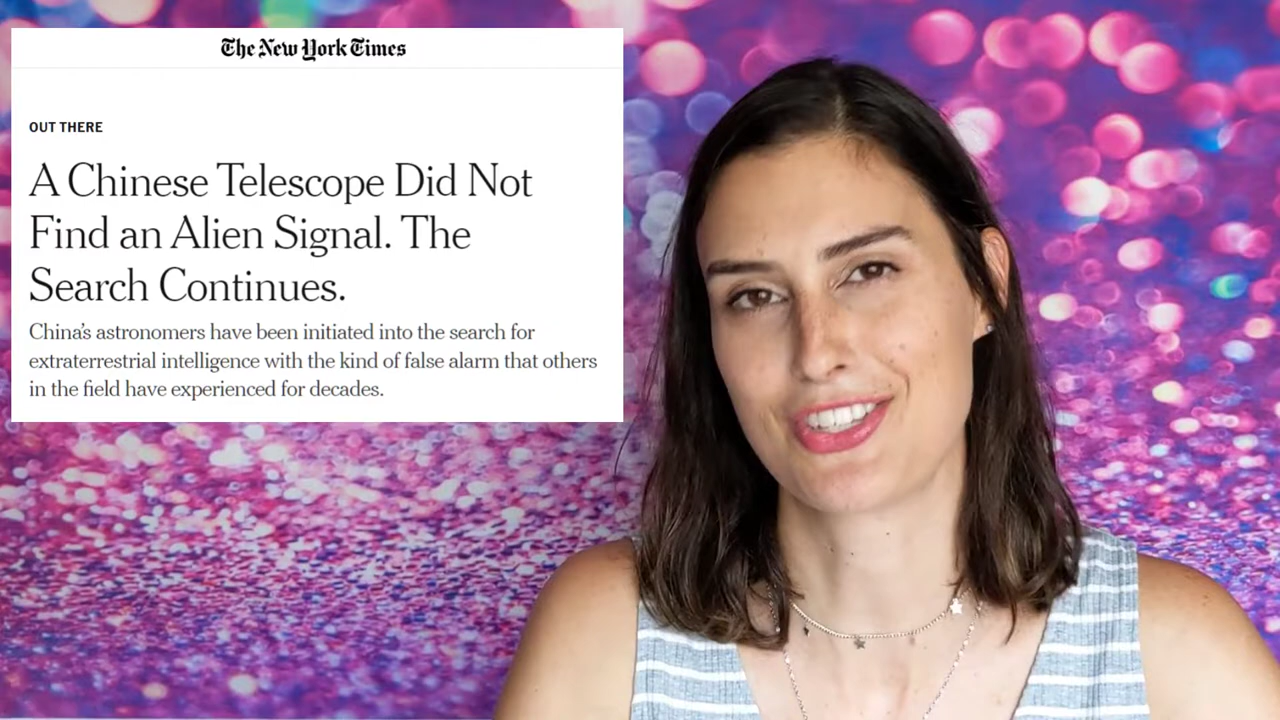 The New York Times
OUT THERE
A Chinese Telescope Did Not
Find an Alien Signal. The
Search Continues.
China’s astronomers have been initiated into the search for
extraterrestrial intelligence with the kind of false alarm that others
in the field have experienced for decades.